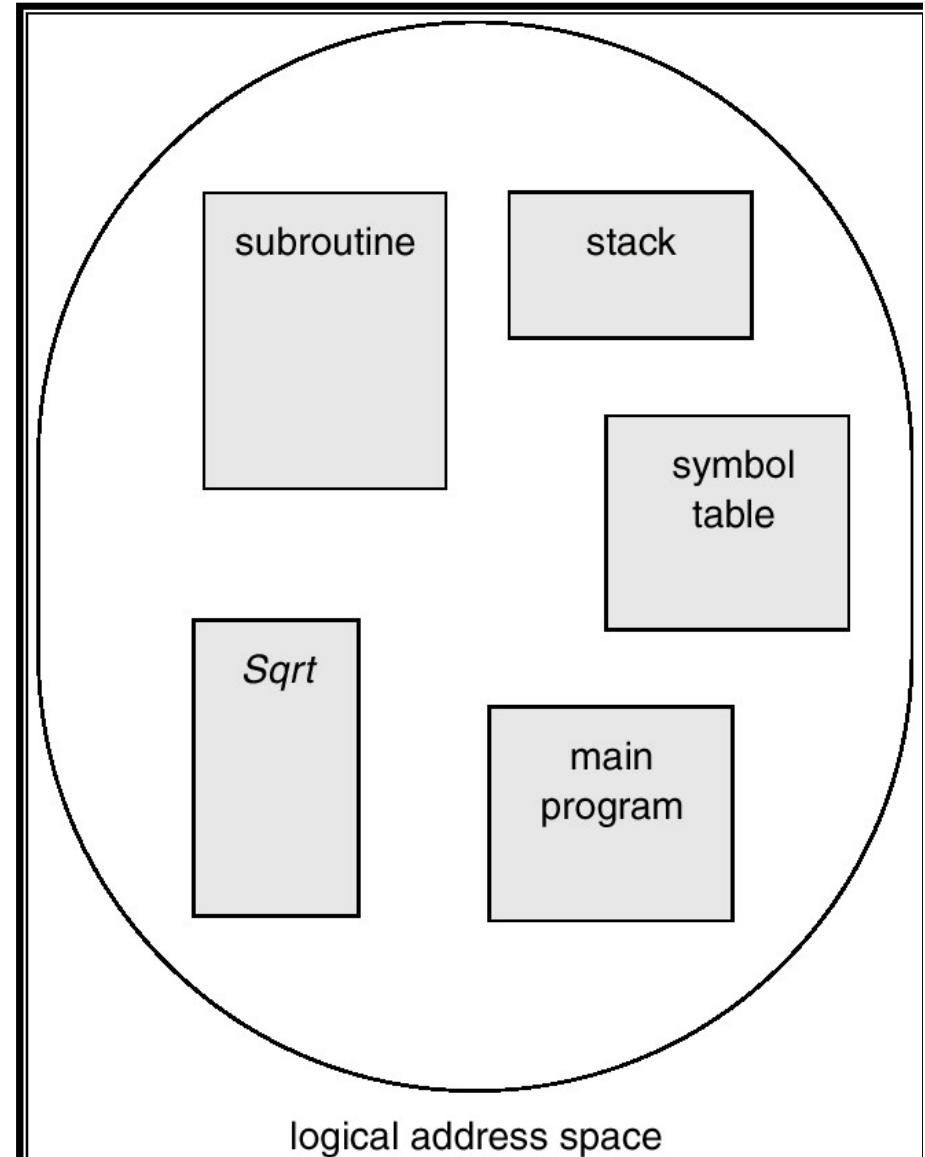 subroutine
stack
symbol
table
Sqrt
main
program
logical address space